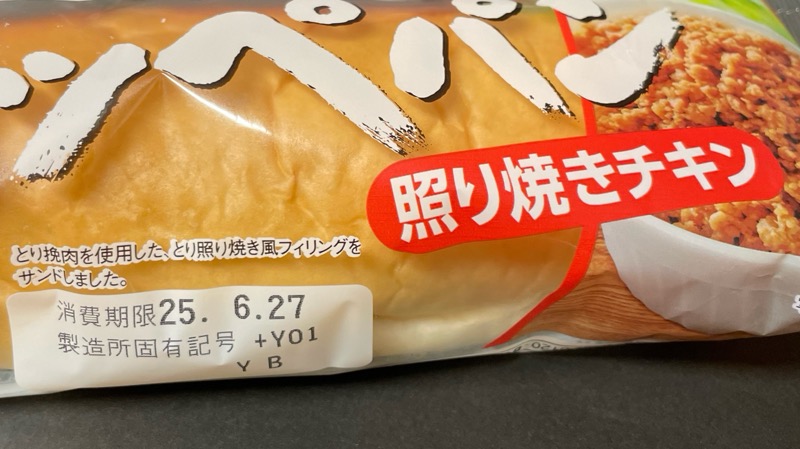 ッペパン
照り焼きチキン
とり挽肉を使用した、とり照り焼き風フィリングを
サンドしました。
消費期限25. 6.27
製造所固有記号 +Y01
Y B